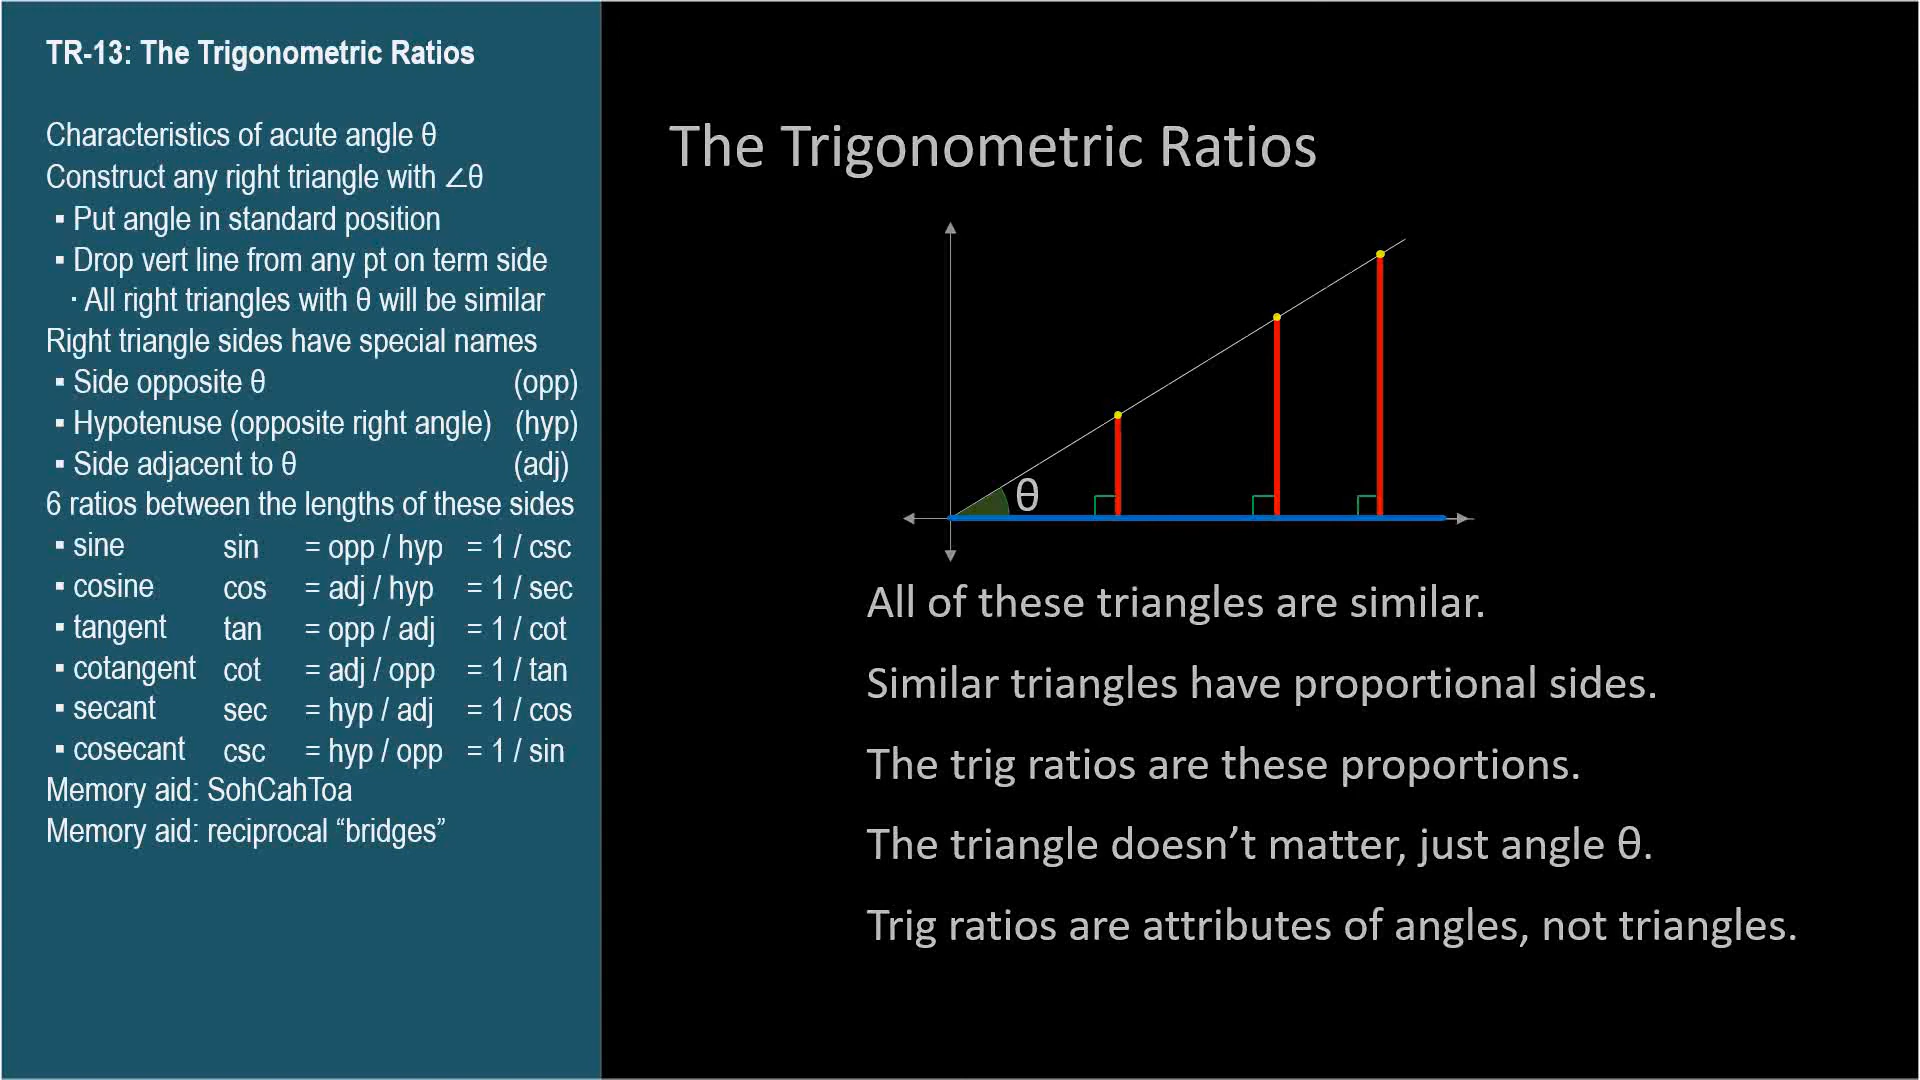 TR-13: The Trigonometric Ratios
Characteristics of acute angle θ
Construct any right triangle with ∠θ
▪ Put angle in standard position
▪ Drop vert line from any pt on term side
· All right triangles with θ will be similar
Right triangle sides have special names
▪ Side opposite θ (opp)
▪ Hypotenuse (opposite right angle) (hyp)
▪ Side adjacent to θ (adj)
6 ratios between the lengths of these sides
▪ sine sin = opp / hyp = 1 / csc
▪ cosine cos = adj / hyp = 1 / sec
▪ tangent tan = opp / adj = 1 / cot
▪ cotangent cot = adj / opp = 1 / tan
▪ secant sec = hyp / adj = 1 / cos
▪ cosecant csc = hyp / opp = 1 / sin
Memory aid: SohCahToa
Memory aid: reciprocal “bridges”
The Trigonometric Ratios
θ
All of these triangles are similar.
Similar triangles have proportional sides.
The trig ratios are these proportions.
The triangle doesn’t matter, just angle θ.
Trig ratios are attributes of angles, not triangles.